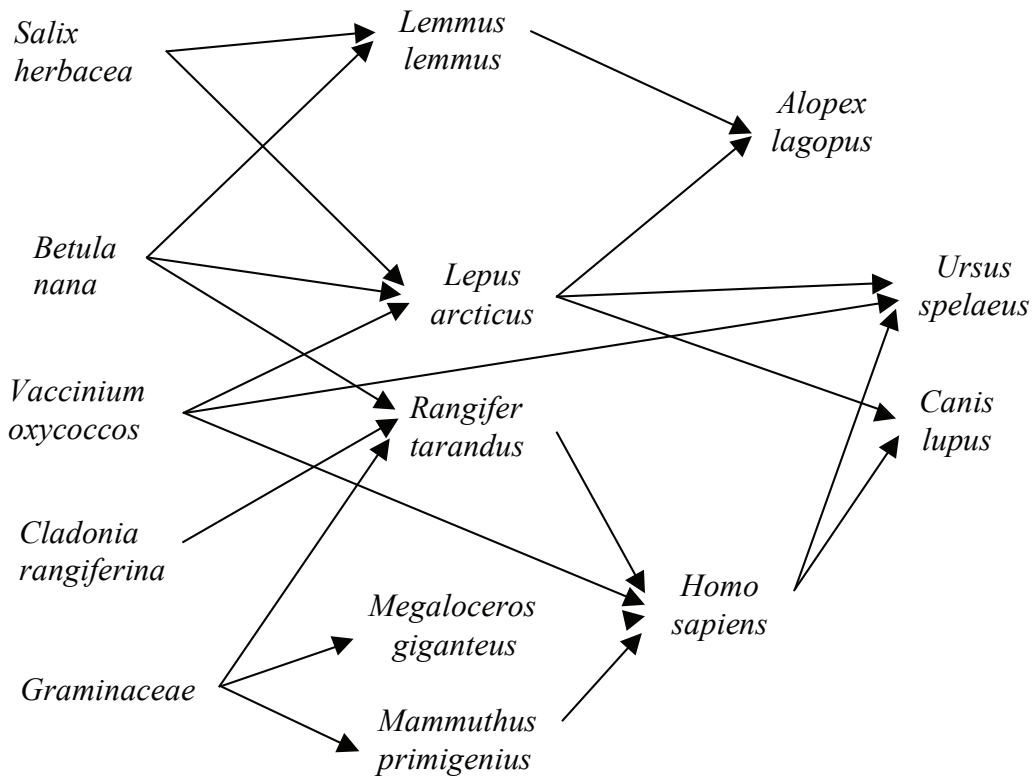 Salix
herbacea
Lemmus
lemmus
Alopex
lagopus
Betula
nana
Lepus
arcticus
Ursus
spelaeus
Vaccinium
oxycoccos
Rangifer
tarandus
Canis
lupus
Cladonia
rangiferina
Megaloceros
giganteus
Homo
sapiens
Graminaceae
Mammuthus
primigenius